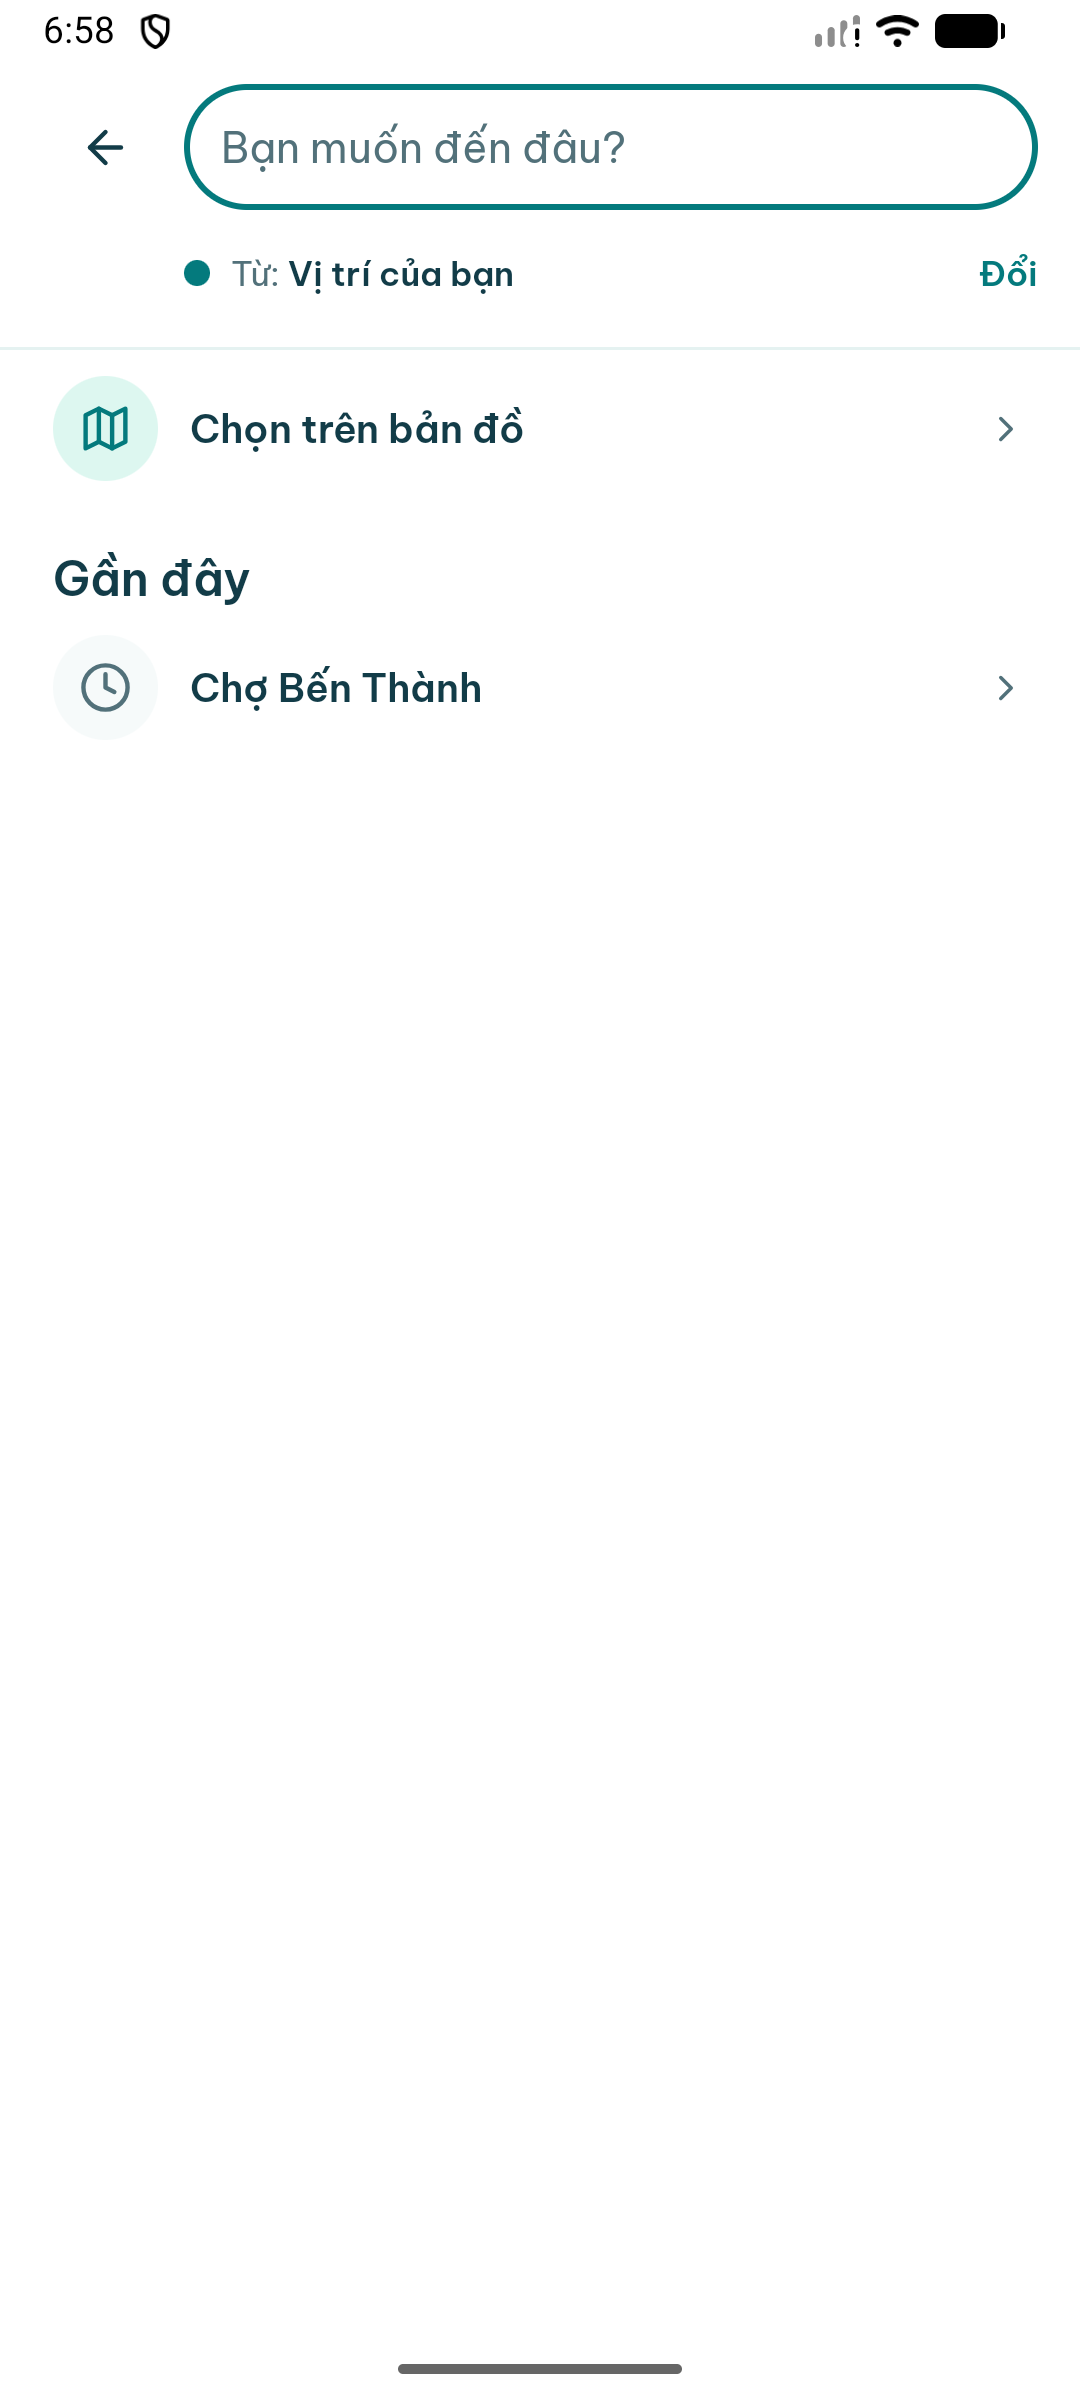 6:58
Bạn muốn đến đâu?
Từ: Vị trí của bạn
Đổi
Chọn trên bản đồ
Gần đây
Chợ Bến Thành